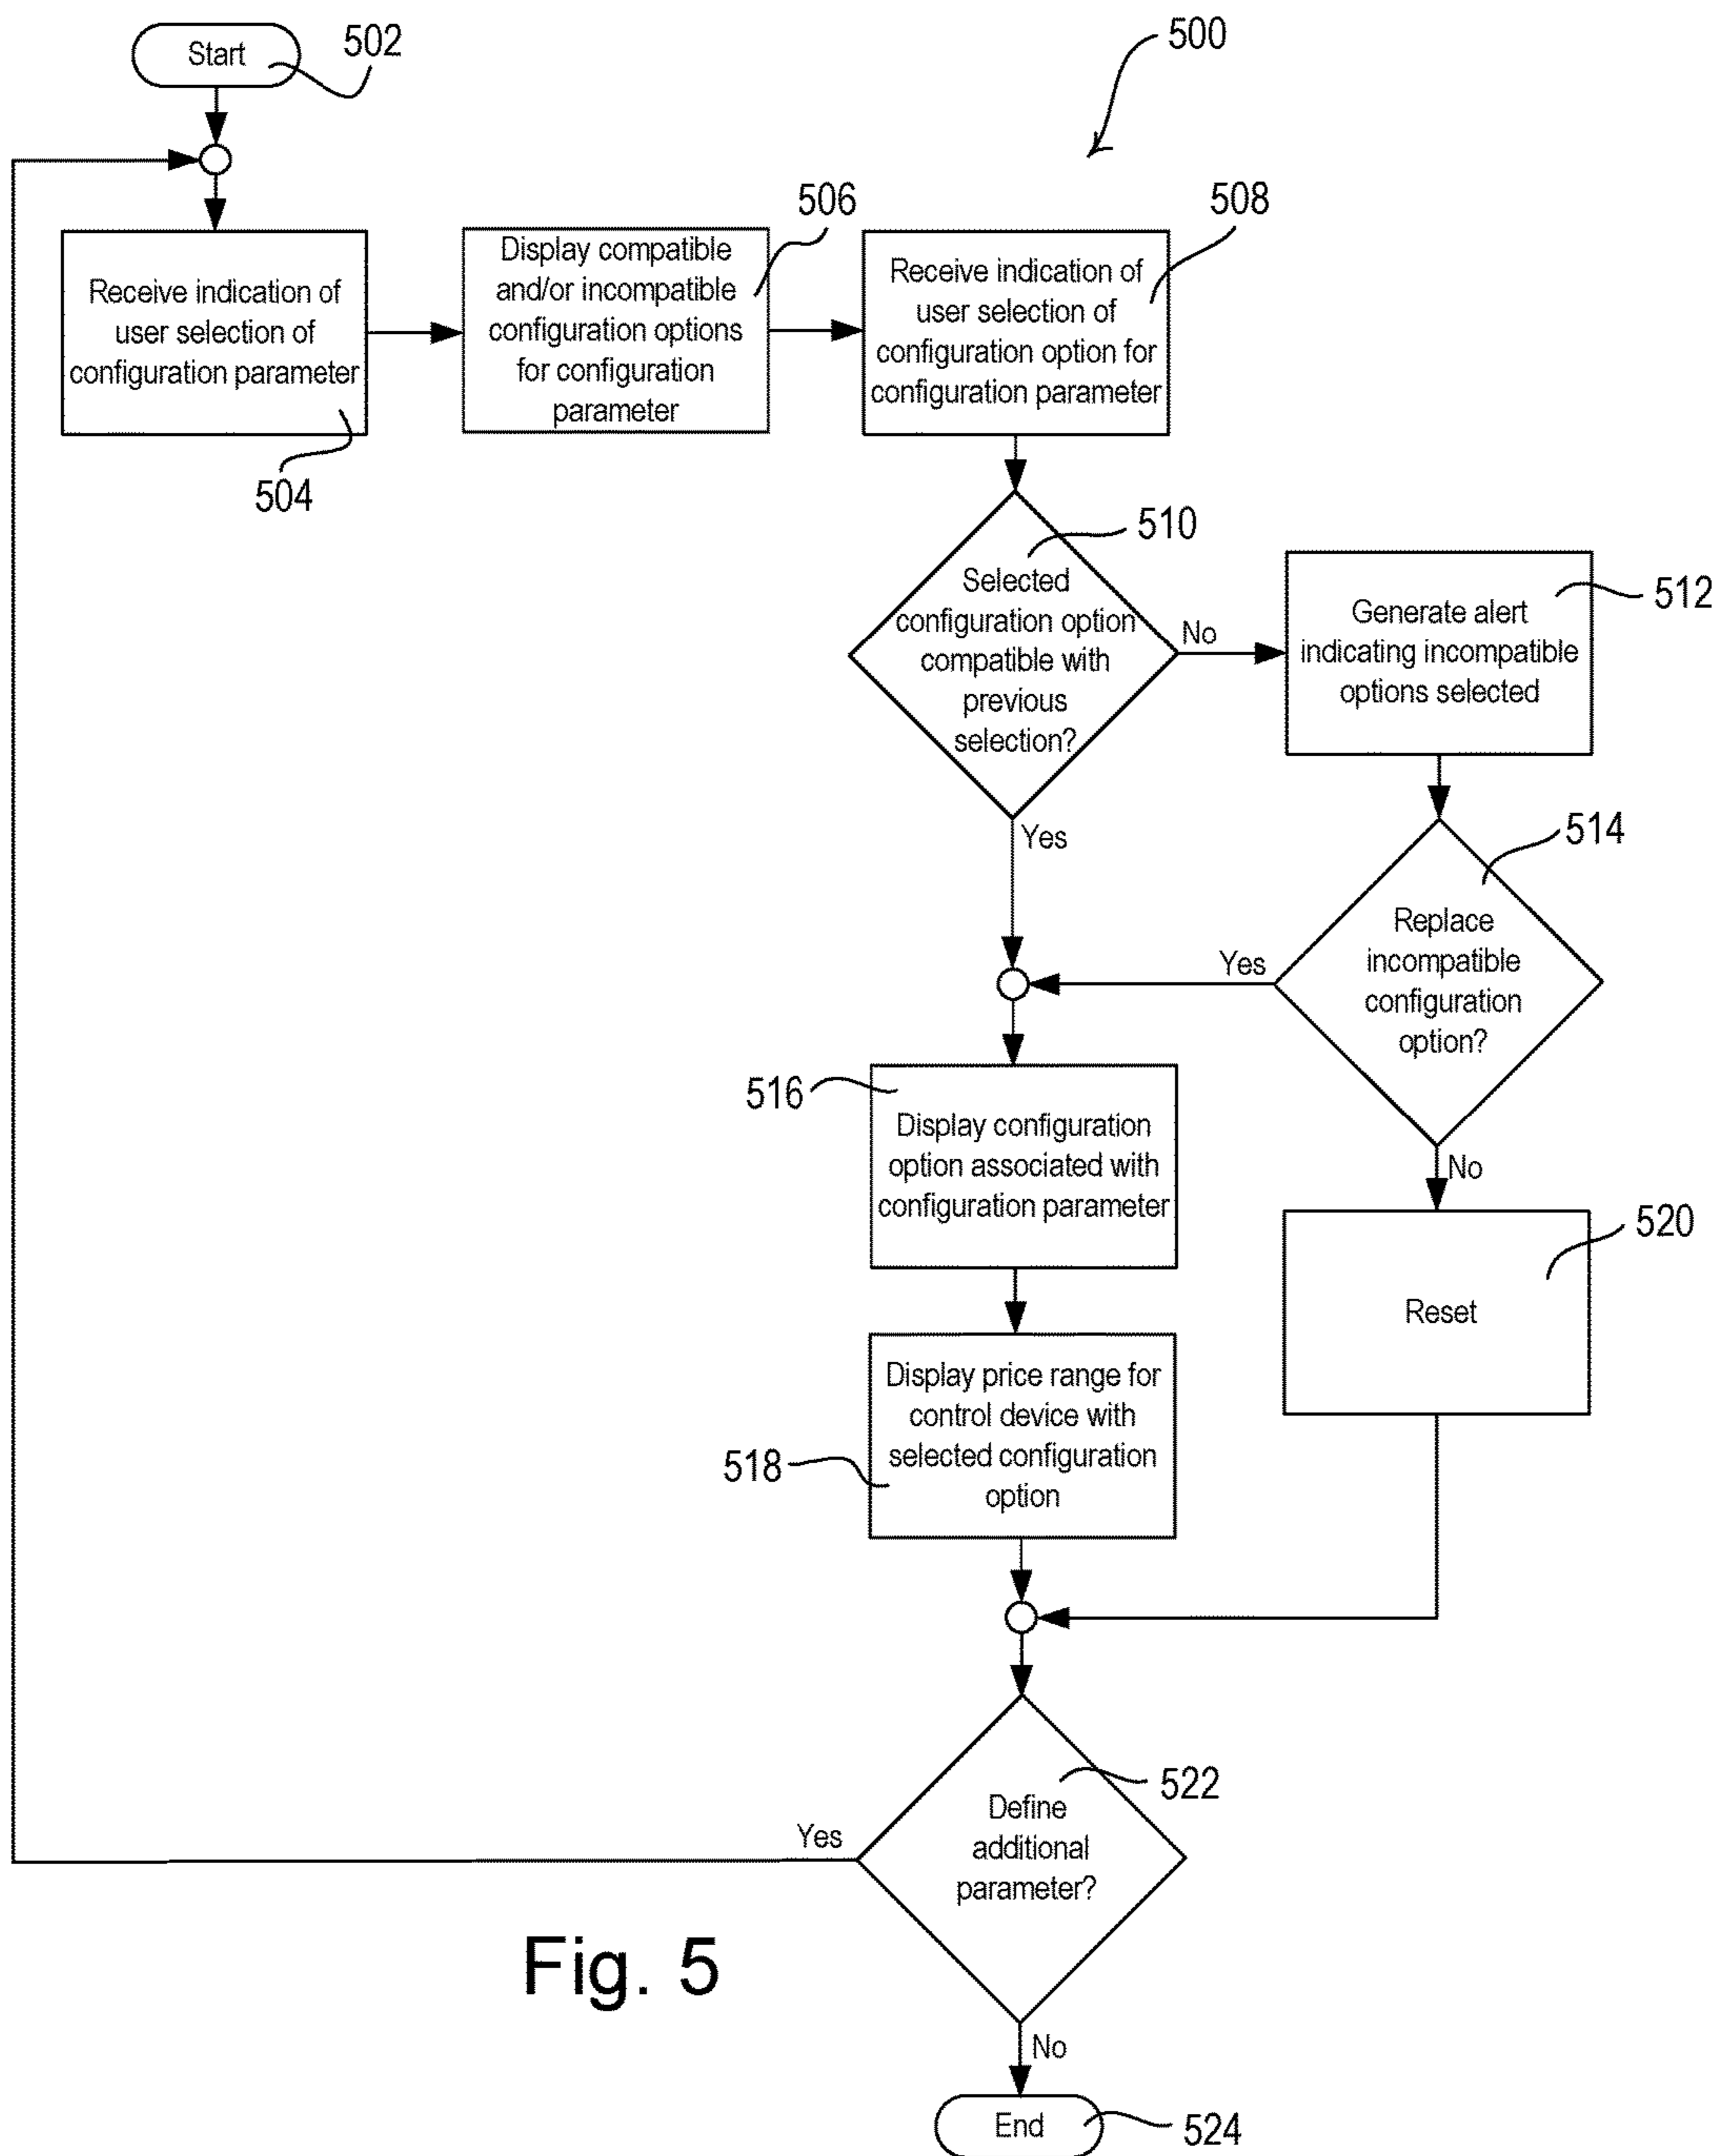 Start
502
500
Receive indication of
user selection of
configuration parameter
504
Display compatible
and/or incompatible
configuration options
for configuration
parameter
506
Receive indication of
user selection of
configuration option for
configuration parameter
508
Selected
configuration option
compatible with
previous
selection?
510
No
Yes
Generate alert
indicating incompatible
options selected
512
Replace
incompatible
configuration
option?
514
Yes
No
Display configuration
option associated with
configuration parameter
516
Display price range for
control device with
selected configuration
option
518
Reset
520
Define
additional
parameter?
522
Yes
No
End
524
Fig. 5